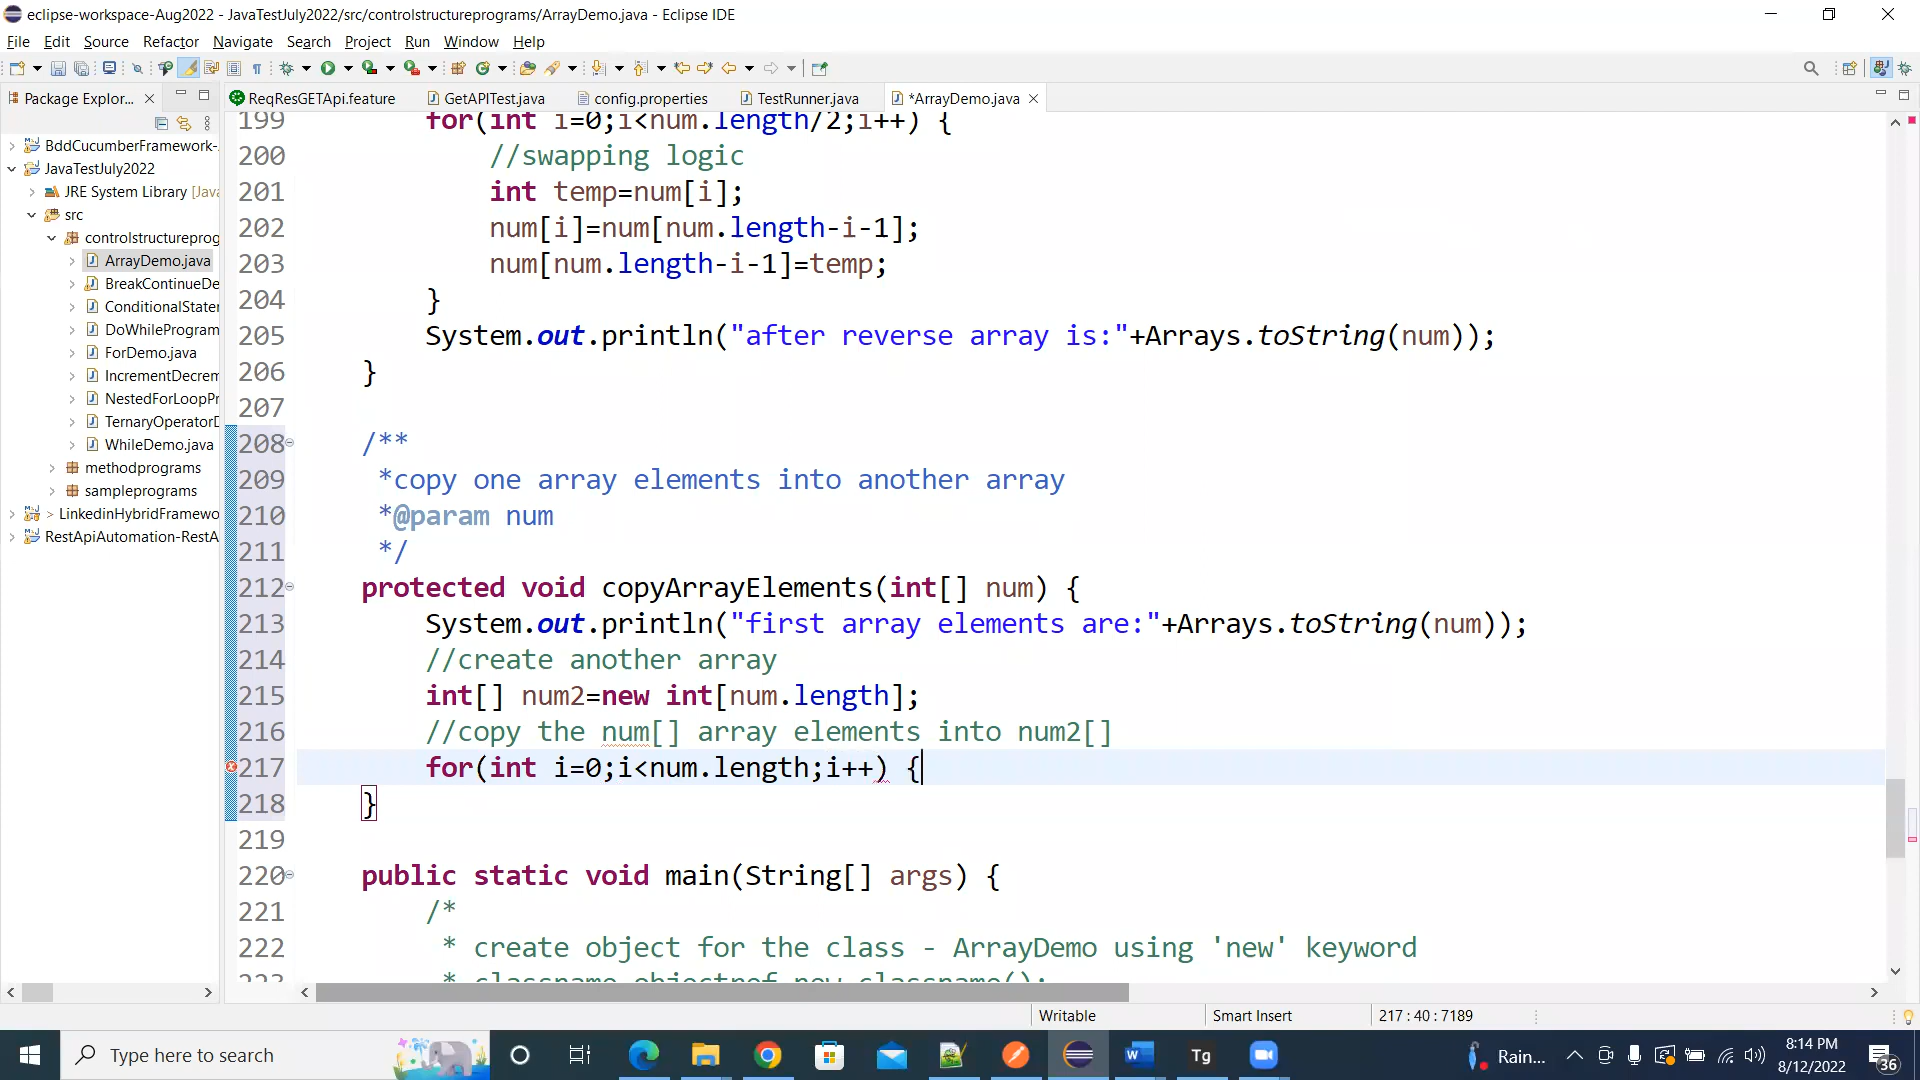 eclipse-workspace-Aug2022 - JavaTestJuly2022/src/controlstructureprograms/ArrayDemo.java - Eclipse IDE
File Edit Source Refactor Navigate Search Project Run Window Help
Package Explor...
ReqResGETApi.feature GetAPITest.java config.properties TestRunner.java *ArrayDemo.java
BddCucumberFramework-
JavaTestJuly2022
JRE System Library [Java
src
controlstructureprog
ArrayDemo.java
BreakContinueDe
ConditionalStater
DoWhileProgram
ForDemo.java
IncrementDecrem
NestedForLoopPr
TernaryOperatorD
WhileDemo.java
methodprograms
sampleprograms
> LinkedinHybridFramewo
RestApiAutomation-RestA
199 for(int i=0;i<num.length/2;i++) {
200 //swapping logic
201 int temp=num[i];
202 num[i]=num[num.length-i-1];
203 num[num.length-i-1]=temp;
204 }
205 System.out.println("after reverse array is:"+Arrays.toString(num));
206 }
207
208 /**
209 *copy one array elements into another array
210 *@param num
211 */
212 protected void copyArrayElements(int[] num) {
213 System.out.println("first array elements are:"+Arrays.toString(num));
214 //create another array
215 int[] num2=new int[num.length];
216 //copy the num[] array elements into num2[]
217 for(int i=0;i<num.length;i++) {
218 }
219
220 public static void main(String[] args) {
221 /*
222 * create object for the class - ArrayDemo using 'new' keyword
223 * classname objectref new classname();
Writable Smart Insert 217 : 40 : 7189
Type here to search
Tg
Rain...
8:14 PM
8/12/2022
36